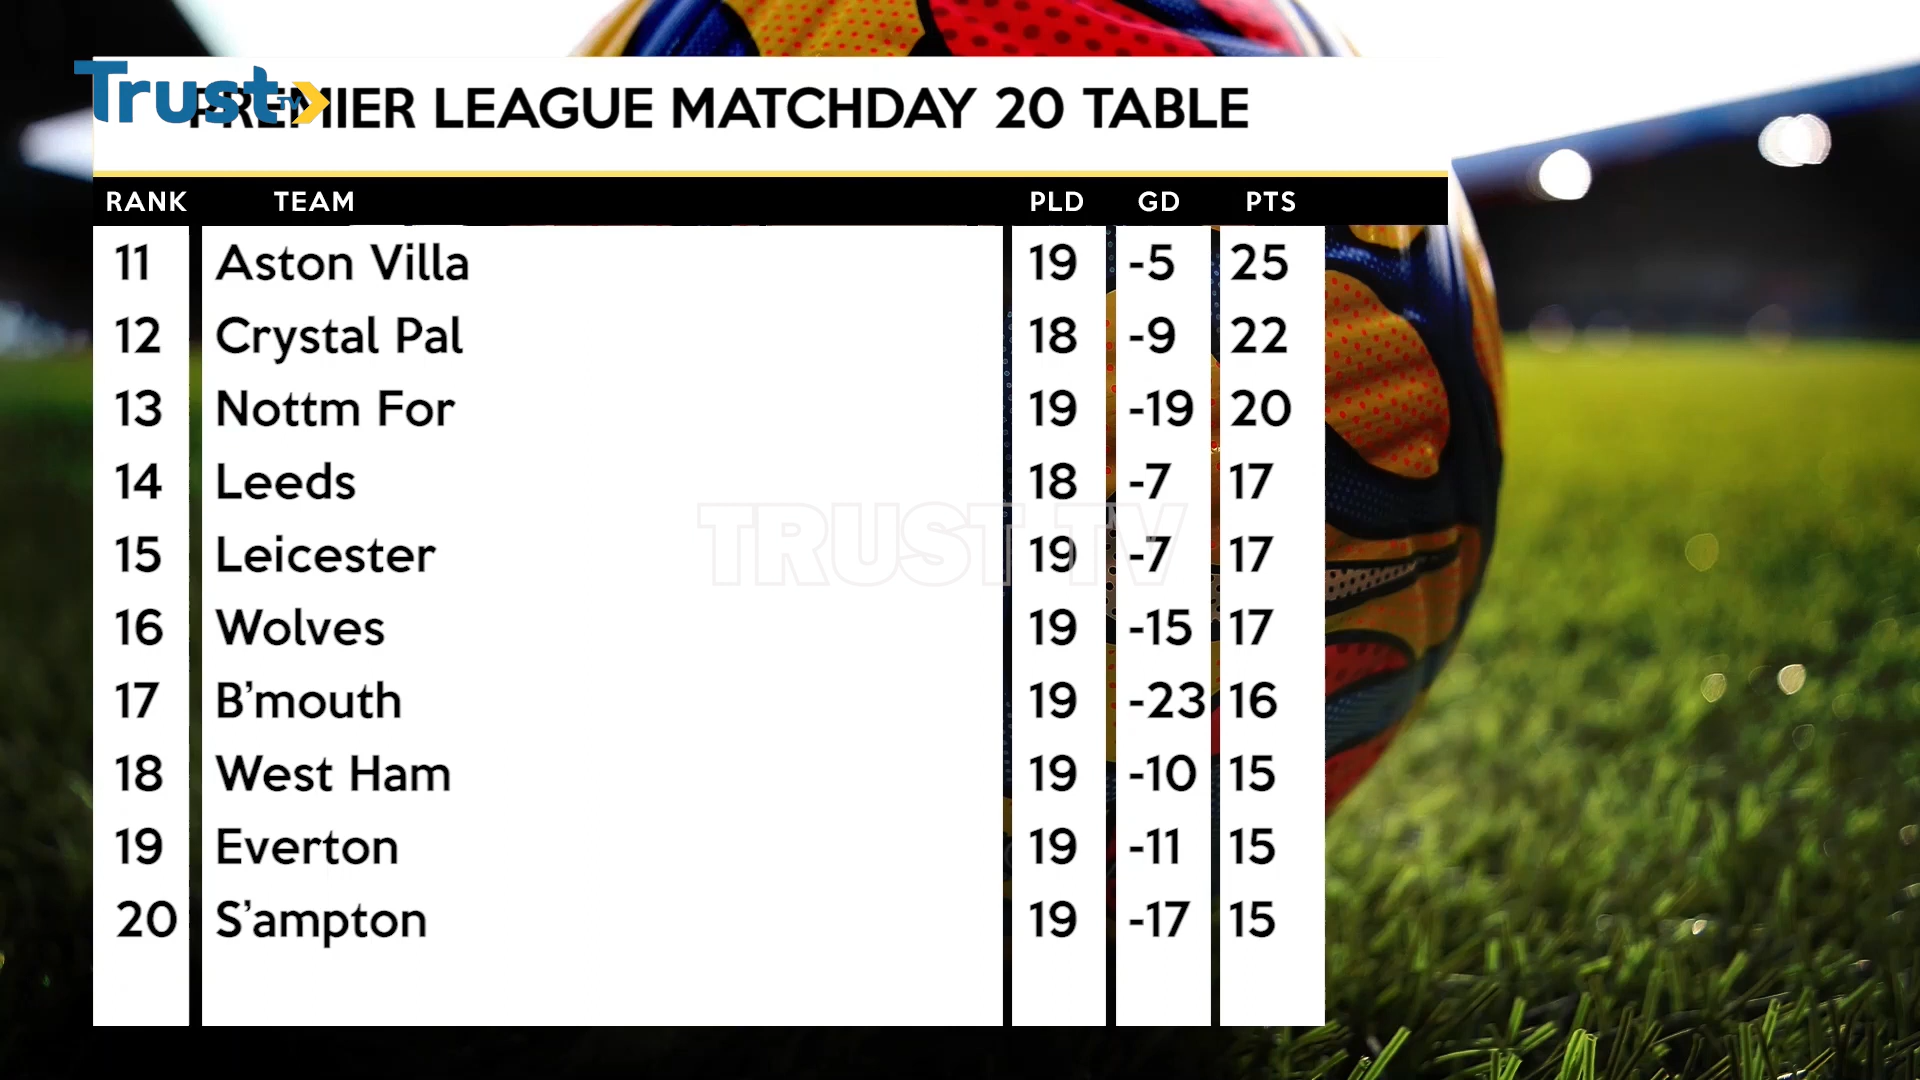 Trust TV
PREMIER LEAGUE MATCHDAY 20 TABLE
RANK TEAM PLD GD PTS
11 Aston Villa 19 -5 25
12 Crystal Pal 18 -9 22
13 Nottm For 19 -19 20
14 Leeds 18 -7 17
TRUST TV
15 Leicester 19 -7 17
16 Wolves 19 -15 17
17 B’mouth 19 -23 16
18 West Ham 19 -10 15
19 Everton 19 -11 15
20 S’ampton 19 -17 15